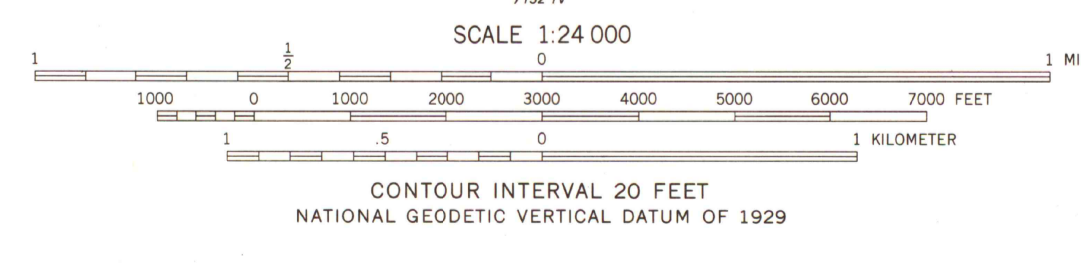 SCALE 1:24 000
1 1/2 0 1 MI
1000 0 1000 2000 3000 4000 5000 6000 7000 FEET
1 .5 0 1 KILOMETER
CONTOUR INTERVAL 20 FEET
NATIONAL GEODETIC VERTICAL DATUM OF 1929